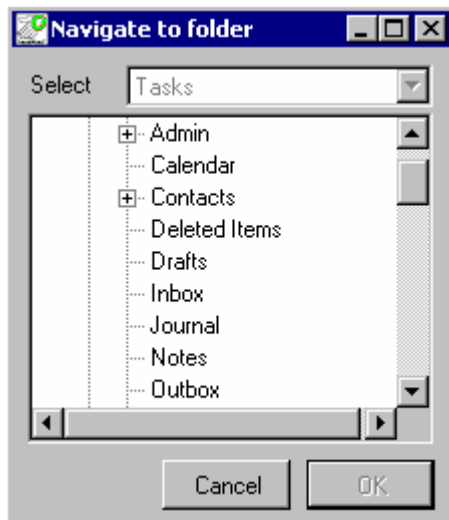 Navigate to folder
Select Tasks
Admin
Calendar
Contacts
Deleted Items
Drafts
Inbox
Journal
Notes
Outbox
Cancel OK